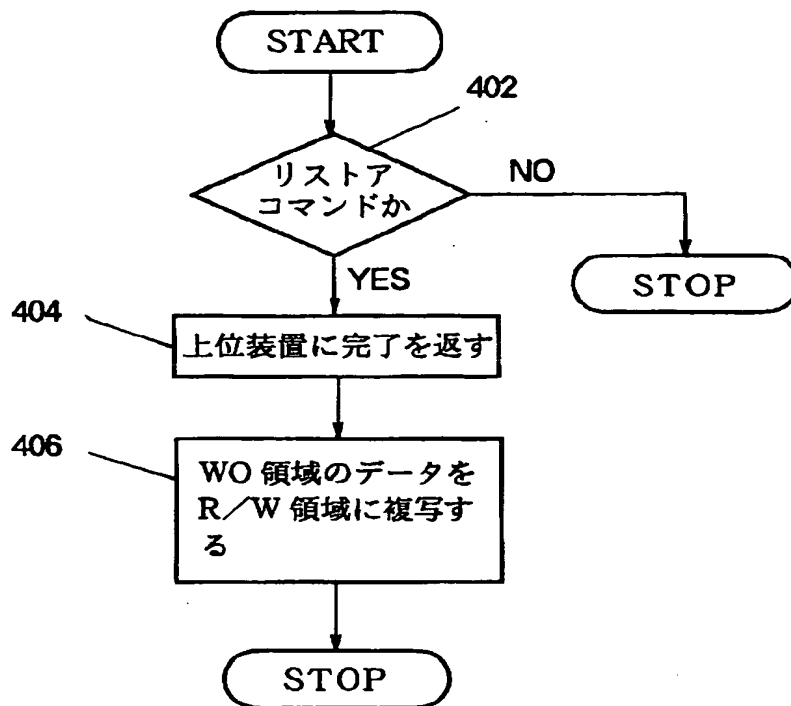 START
402
リストア
コマンドか
NO
STOP
YES
404
上位装置に完了を返す
406
WO 領域のデータを
R／W 領域に複写す
る
STOP